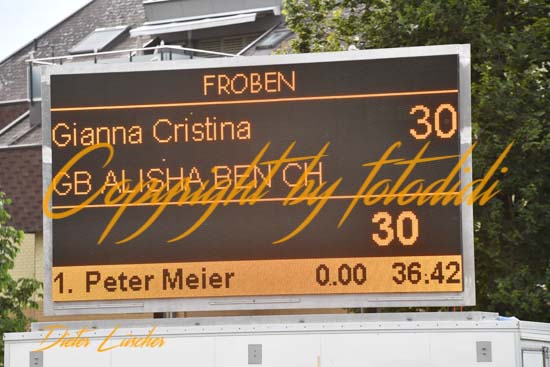 FROBEN
Gianna Cristina 30
GB ALISHA BEN CH
Copyright by fotodidi
30
1. Peter Meier 0.00 36:42
Dieter Lüscher